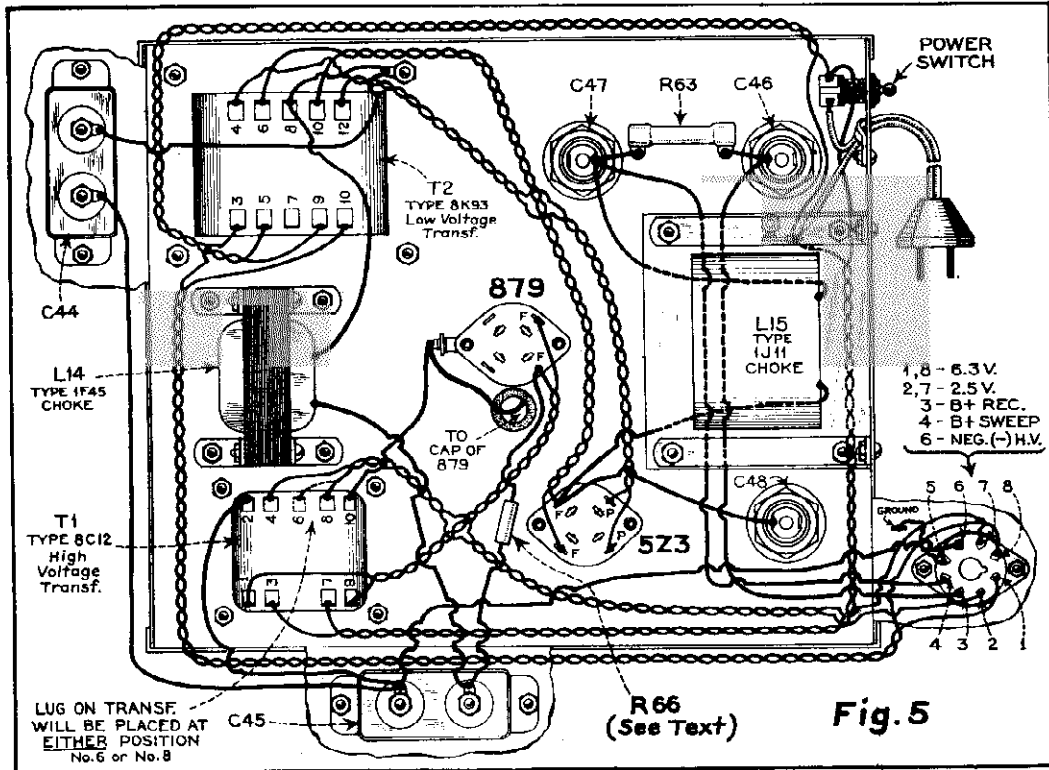 POWER
SWITCH
C47
R63
C46
4 6 8 10 12
T2
TYPE 8K93
Low Voltage
Transf.
3 5 7 9 10
C44
879
F
F
L14
TYPE 1F45
CHOKE
L15
TYPE
1J11
CHOKE
1,8 - 6.3 V.
2,7 - 2.5 V.
3 - B+ REC.
4 - B+ SWEEP
6 - NEG.(-) H.V.
TO
CAP OF
879
T1
TYPE 8C12
High
Voltage
Transf.
2 4 6 8 10
3 7 9
F P
F P
5Z3
C48
GROUND
5 6 7 8
4 3 2 1
LUG ON TRANSF.
WILL BE PLACED AT
EITHER POSITION
No.6 or No.8
C45
R66
(See Text)
Fig. 5